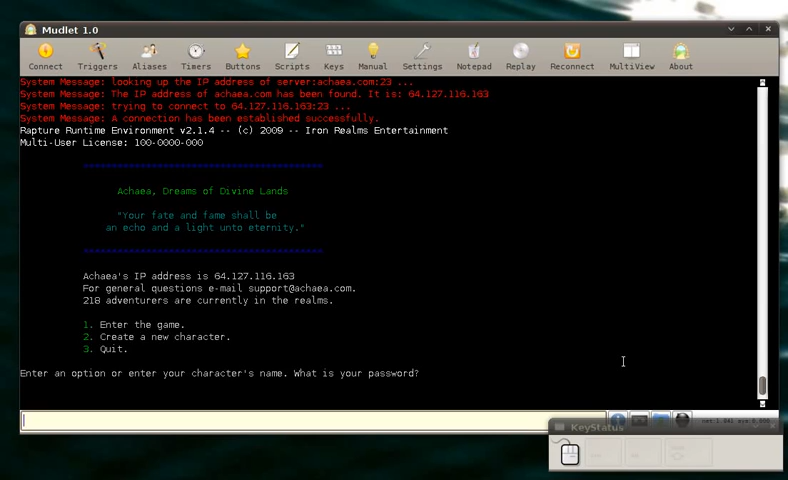 Mudlet 1.0
Connect Triggers Aliases Timers Buttons Scripts Keys Manual Settings Notepad Replay Reconnect MultiView About
System Message: looking up the IP address of server:achaea.com:23 ...
System Message: The IP address of achaea.com has been found. It is: 64.127.116.163
System Message: trying to connect to 64.127.116.163:23 ...
System Message: A connection has been established successfully.
Rapture Runtime Environment v2.1.4 -- (c) 2009 -- Iron Realms Entertainment
Multi-User License: 100-0000-000
Achaea, Dreams of Divine Lands
"Your fate and fame shall be
an echo and a light unto eternity."
Achaea's IP address is 64.127.116.163
For general questions e-mail support@achaea.com.
218 adventurers are currently in the realms.
1. Enter the game.
2. Create a new character.
3. Quit.
Enter an option or enter your character's name. What is your password?
KeyStatus